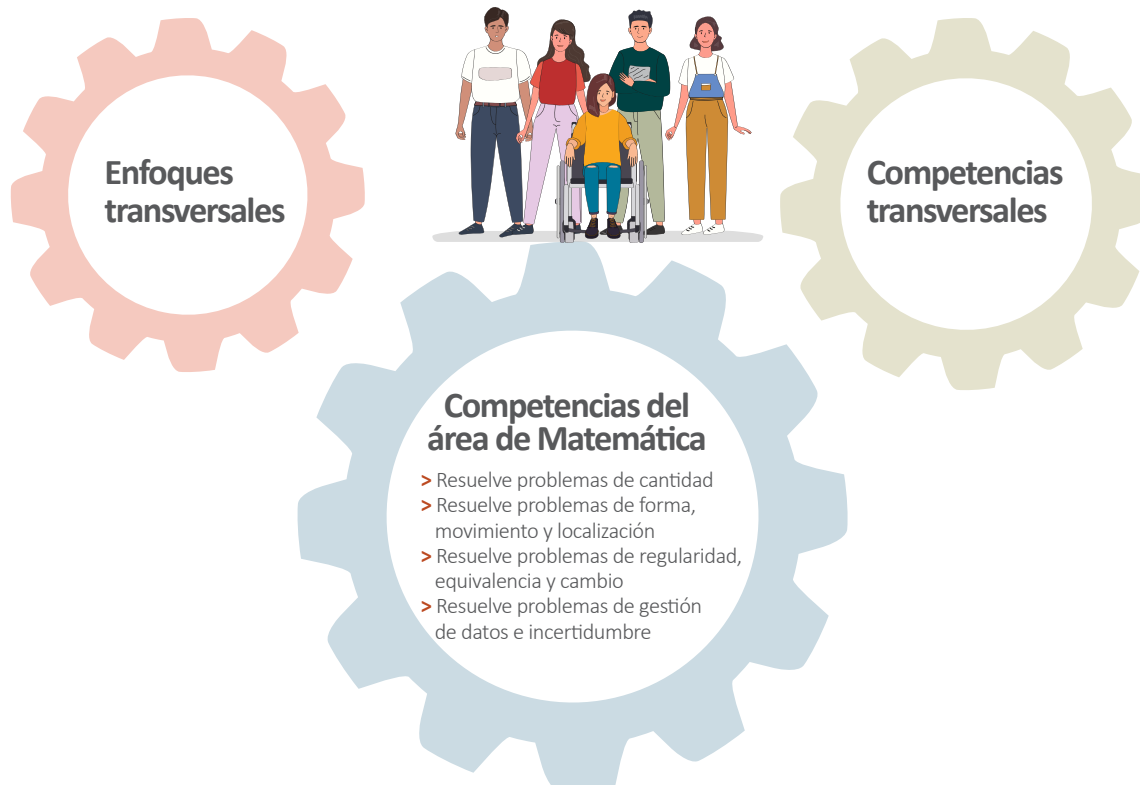 Enfoques
transversales
Competencias
transversales
Competencias del
área de Matemática
> Resuelve problemas de cantidad
> Resuelve problemas de forma,
movimiento y localización
> Resuelve problemas de regularidad,
equivalencia y cambio
> Resuelve problemas de gestión
de datos e incertidumbre